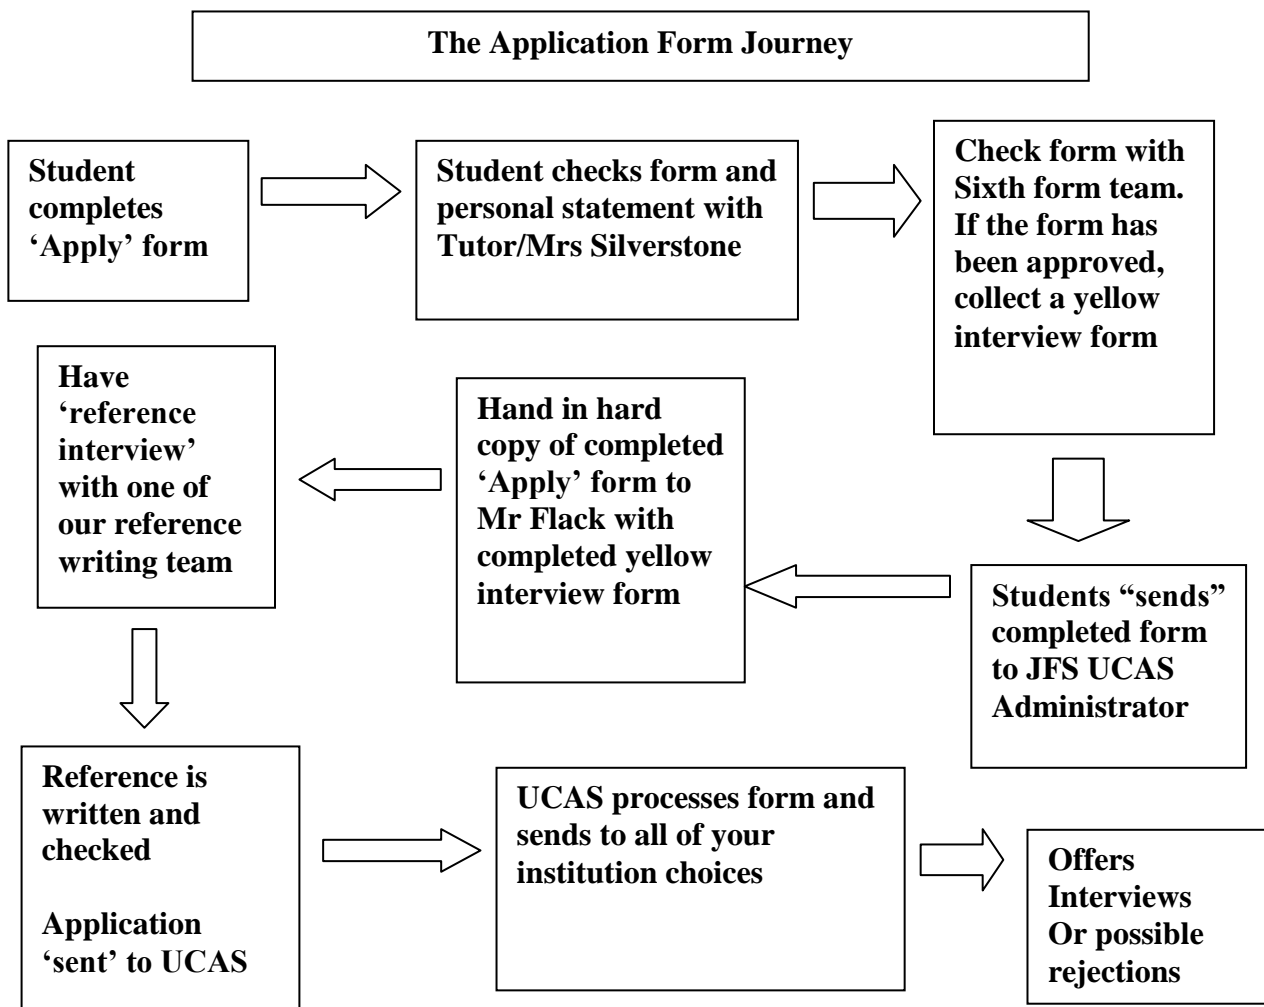 The Application Form Journey
Student
completes
‘Apply’ form
Student checks form and
personal statement with
Tutor/Mrs Silverstone
Check form with
Sixth form team.
If the form has
been approved,
collect a yellow
interview form
Students “sends”
completed form
to JFS UCAS
Administrator
Hand in hard
copy of completed
‘Apply’ form to
Mr Flack with
completed yellow
interview form
Have
‘reference
interview’
with one of
our reference
writing team
Reference is
written and
checked
Application
‘sent’ to UCAS
UCAS processes form and
sends to all of your
institution choices
Offers
Interviews
Or possible
rejections